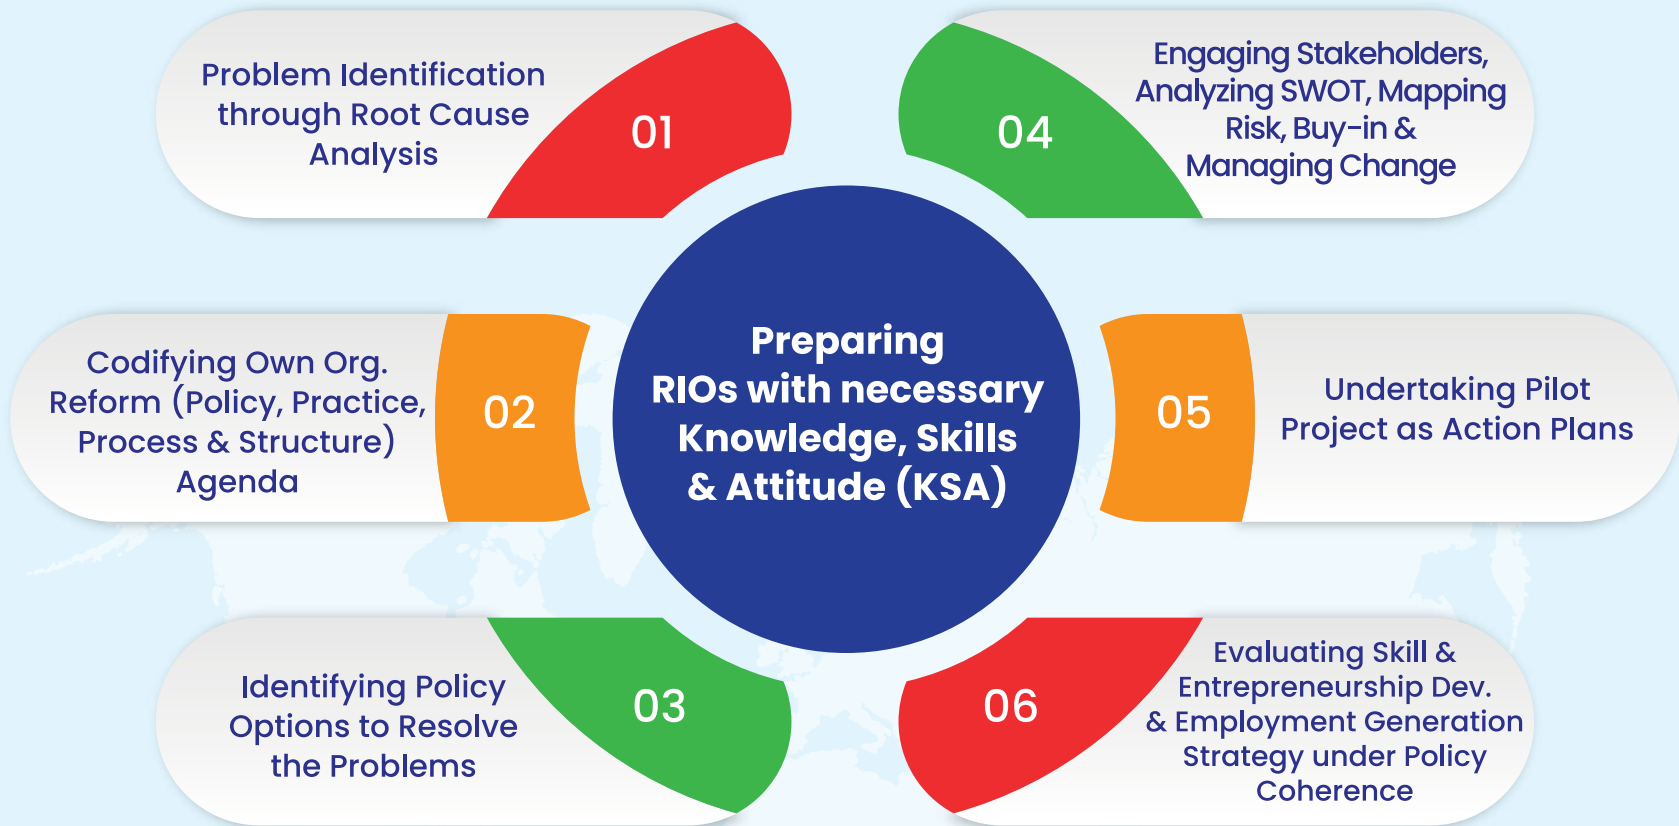 Problem Identification
through Root Cause
Analysis
01
Codifying Own Org.
Reform (Policy, Practice,
Process & Structure)
Agenda
02
Identifying Policy
Options to Resolve
the Problems
03
Preparing
RIOs with necessary
Knowledge, Skills
& Attitude (KSA)
04
Engaging Stakeholders,
Analyzing SWOT, Mapping
Risk, Buy-in &
Managing Change
05
Undertaking Pilot
Project as Action Plans
06
Evaluating Skill &
Entrepreneurship Dev.
& Employment Generation
Strategy under Policy
Coherence